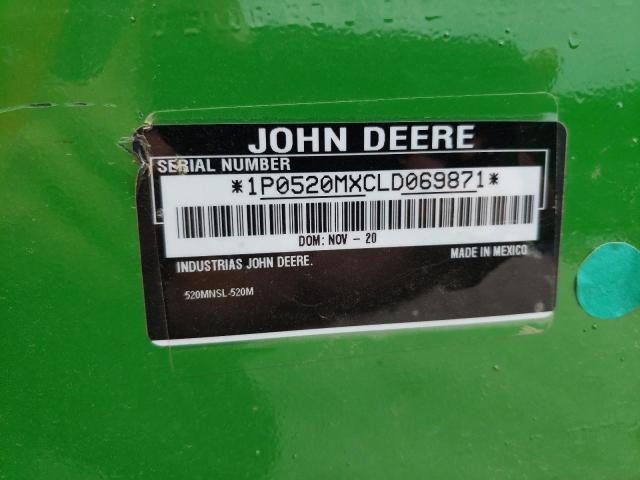 JOHN DEERE
SERIAL NUMBER
*1P0520MXCLD069871*
DOM: NOV - 20
INDUSTRIAS JOHN DEERE.
MADE IN MEXICO
520MNSL-520M